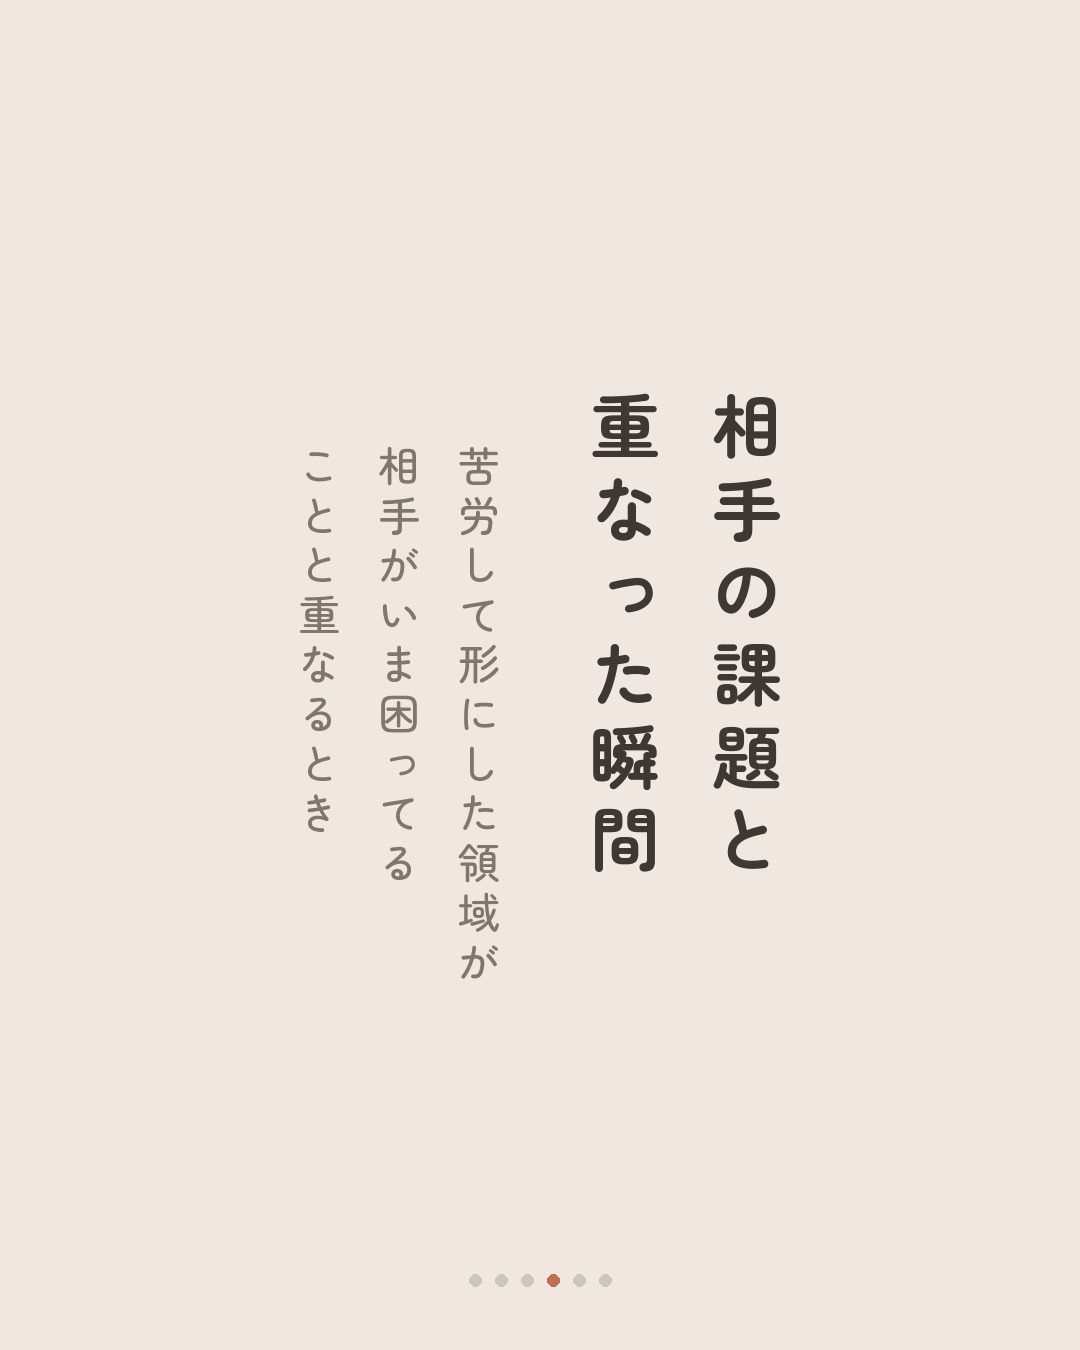 相手の課題と
重なった瞬間
苦労して形にした領域が
相手がいま困ってる
ことと重なるとき